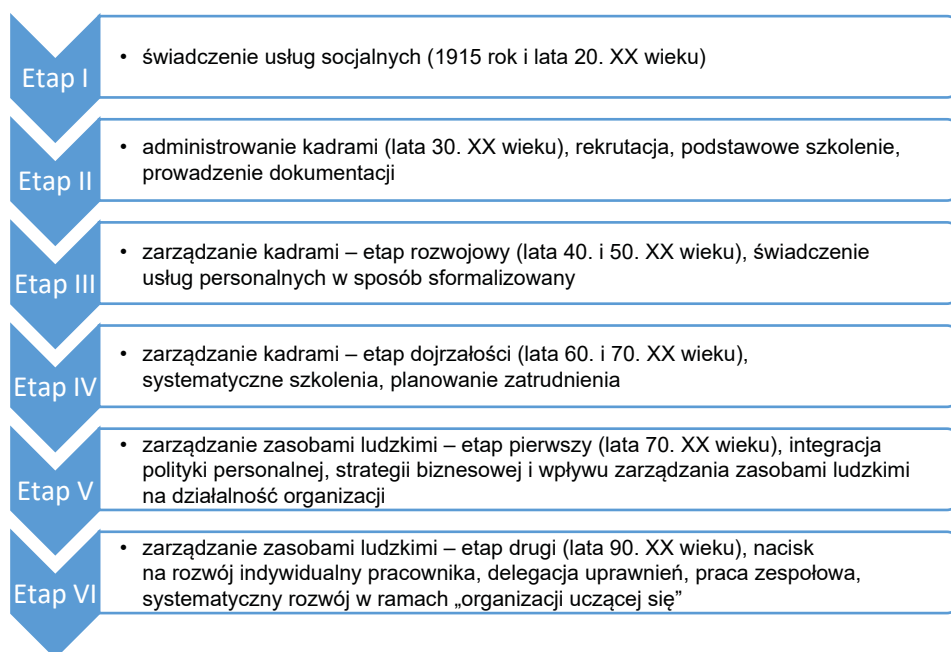 Etap I
• świadczenie usług socjalnych (1915 rok i lata 20. XX wieku)
Etap II
• administrowanie kadrami (lata 30. XX wieku), rekrutacja, podstawowe szkolenie,
prowadzenie dokumentacji
Etap III
• zarządzanie kadrami – etap rozwojowy (lata 40. i 50. XX wieku), świadczenie
usług personalnych w sposób sformalizowany
Etap IV
• zarządzanie kadrami – etap dojrzałości (lata 60. i 70. XX wieku),
systematyczne szkolenia, planowanie zatrudnienia
Etap V
• zarządzanie zasobami ludzkimi – etap pierwszy (lata 70. XX wieku), integracja
polityki personalnej, strategii biznesowej i wpływu zarządzania zasobami ludzkimi
na działalność organizacji
Etap VI
• zarządzanie zasobami ludzkimi – etap drugi (lata 90. XX wieku), nacisk
na rozwój indywidualny pracownika, delegacja uprawnień, praca zespołowa,
systematyczny rozwój w ramach „organizacji uczącej się”